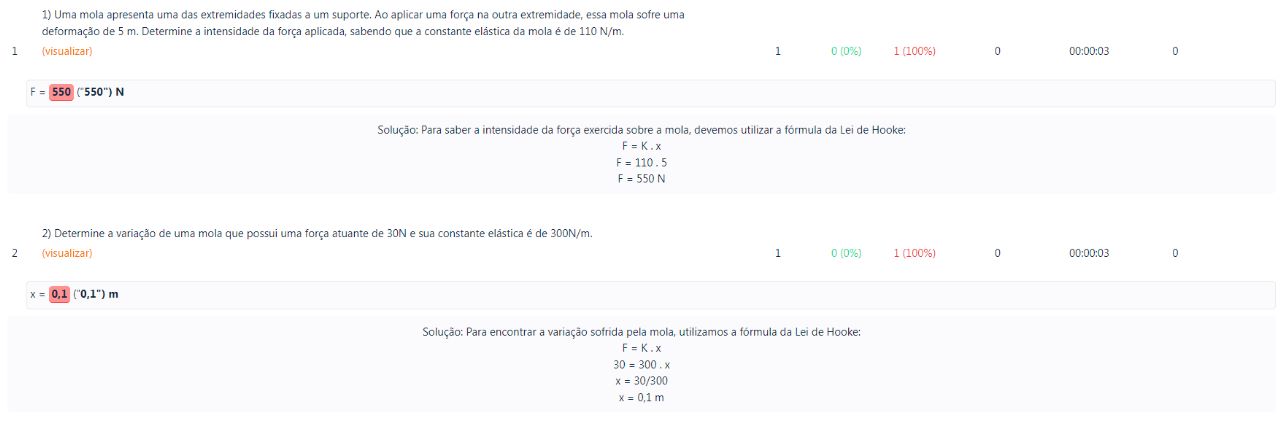 1) Uma mola apresenta uma das extremidades fixadas a um suporte. Ao aplicar uma força na outra extremidade, essa mola sofre uma
deformação de 5 m. Determine a intensidade da força aplicada, sabendo que a constante elástica da mola é de 110 N/m.
1 (visualizar) 1 0 (0%) 1 (100%) 0 00:00:03 0
F = 550 ("550") N
Solução: Para saber a intensidade da força exercida sobre a mola, devemos utilizar a fórmula da Lei de Hooke:
F = K . x
F = 110 . 5
F = 550 N
2) Determine a variação de uma mola que possui uma força atuante de 30N e sua constante elástica é de 300N/m.
2 (visualizar) 1 0 (0%) 1 (100%) 0 00:00:03 0
x = 0,1 ("0,1") m
Solução: Para encontrar a variação sofrida pela mola, utilizamos a fórmula da Lei de Hooke:
F = K . x
30 = 300 . x
x = 30/300
x = 0,1 m